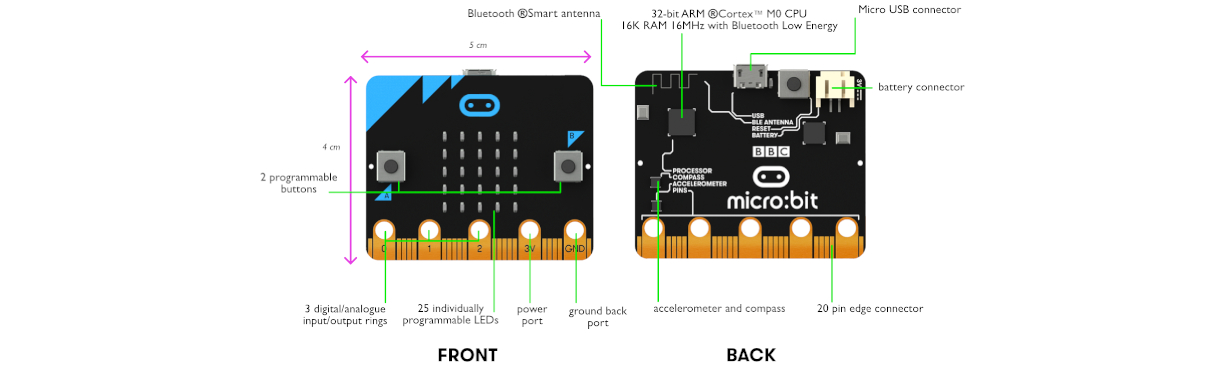 Bluetooth ®Smart antenna
32-bit ARM ®Cortex™ M0 CPU
16K RAM 16MHz with Bluetooth Low Energy
Micro USB connector
5 cm
4 cm
battery connector
3V
USB
BLE ANTENNA
RESET
BATTERY
BBC
B
A
2 programmable
buttons
PROCESSOR
COMPASS
ACCELEROMETER
PINS
micro:bit
0 1 2 3V GND
3 digital/analogue
input/output rings
25 individually
programmable LEDs
power
port
ground back
port
accelerometer and compass
20 pin edge connector
FRONT
BACK